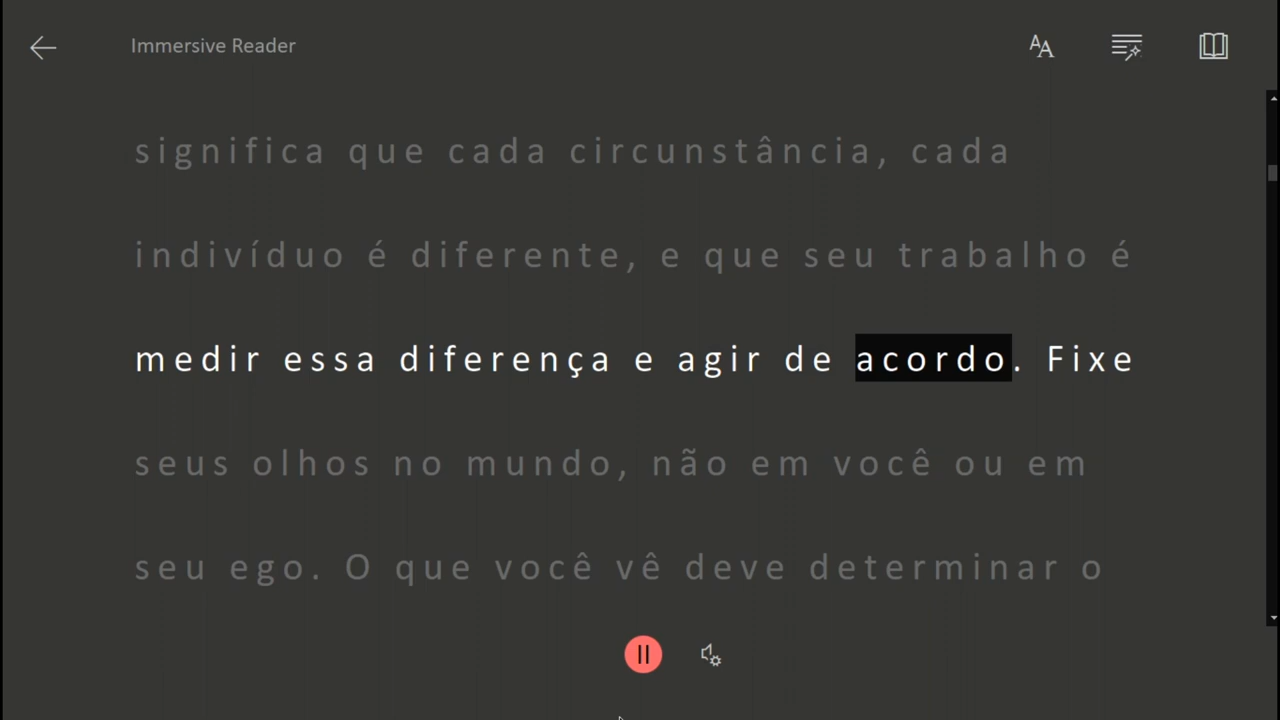 Immersive Reader
significa que cada circunstância, cada
indivíduo é diferente, e que seu trabalho é
medir essa diferença e agir de acordo. Fixe
seus olhos no mundo, não em você ou em
seu ego. O que você vê deve determinar o